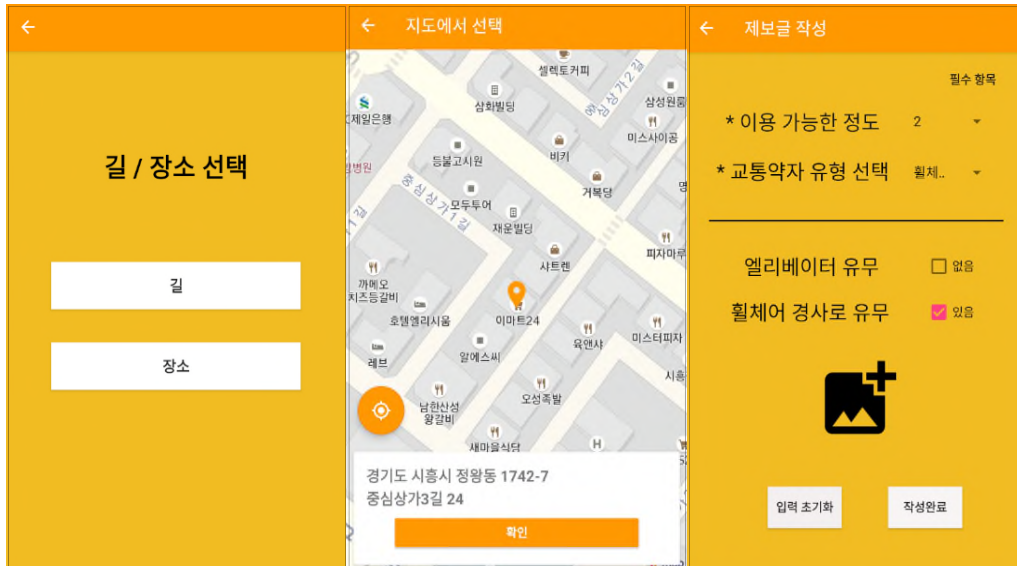 길 / 장소 선택
길
장소
지도에서 선택
셀렉토커피
중심상가2길
삼화빌딩
삼성원룸
제일은행
미스사이공
비키
등불고시원
병원
거복당
중심상가1길
모두투어
재운빌딩
피자마루
샤트렌
까메오
치즈등갈비
호텔엘리시움
이마트24
육앤샤
미스터피자
레브
알에스씨
시흥
남한산성
왕갈비
오성족발
새마을식당
H
경기도 시흥시 정왕동 1742-7
중심상가3길 24
확인
제보글 작성
필수 항목
* 이용 가능한 정도 2
* 교통약자 유형 선택 휠체..
엘리베이터 유무 없음
휠체어 경사로 유무 있음
입력 초기화
작성완료